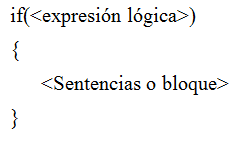 if(<expresión lógica>)
{
<Sentencias o bloque>
}